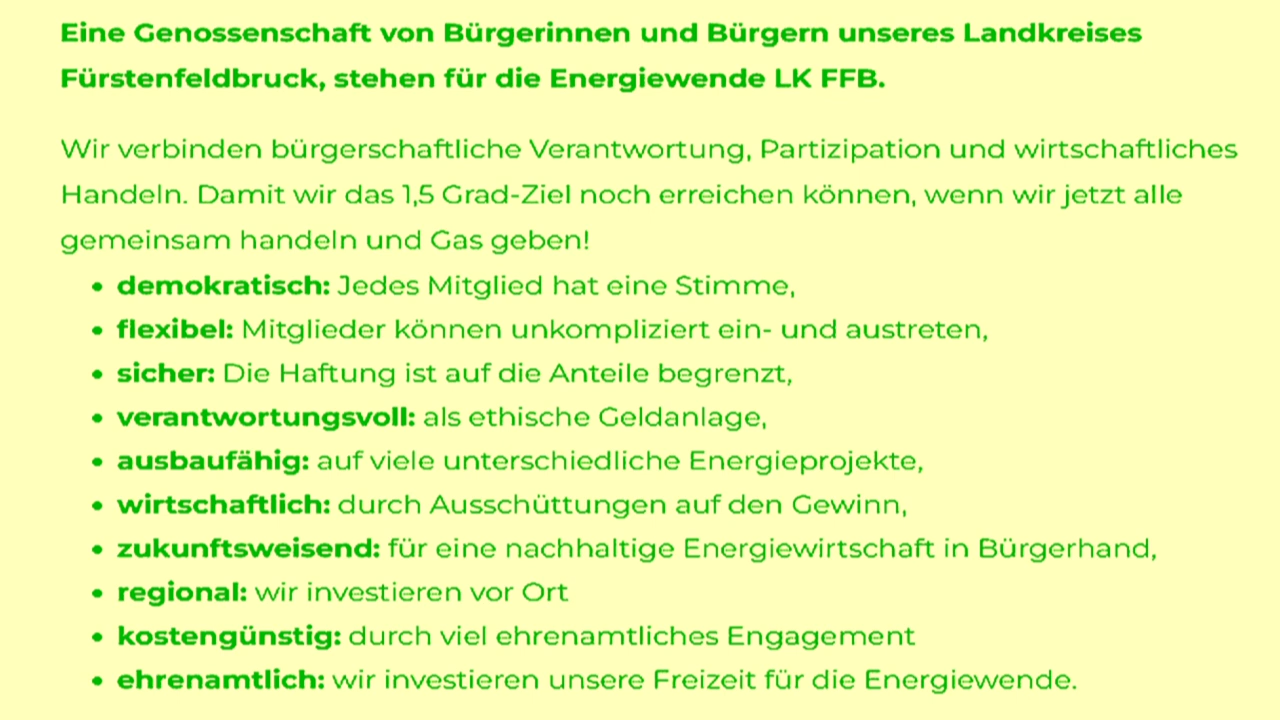 Eine Genossenschaft von Bürgerinnen und Bürgern unseres Landkreises
Fürstenfeldbruck, stehen für die Energiewende LK FFB.
Wir verbinden bürgerschaftliche Verantwortung, Partizipation und wirtschaftliches
Handeln. Damit wir das 1,5 Grad-Ziel noch erreichen können, wenn wir jetzt alle
gemeinsam handeln und Gas geben!
• demokratisch: Jedes Mitglied hat eine Stimme,
• flexibel: Mitglieder können unkompliziert ein- und austreten,
• sicher: Die Haftung ist auf die Anteile begrenzt,
• verantwortungsvoll: als ethische Geldanlage,
• ausbaufähig: auf viele unterschiedliche Energieprojekte,
• wirtschaftlich: durch Ausschüttungen auf den Gewinn,
• zukunftsweisend: für eine nachhaltige Energiewirtschaft in Bürgerhand,
• regional: wir investieren vor Ort
• kostengünstig: durch viel ehrenamtliches Engagement
• ehrenamtlich: wir investieren unsere Freizeit für die Energiewende.